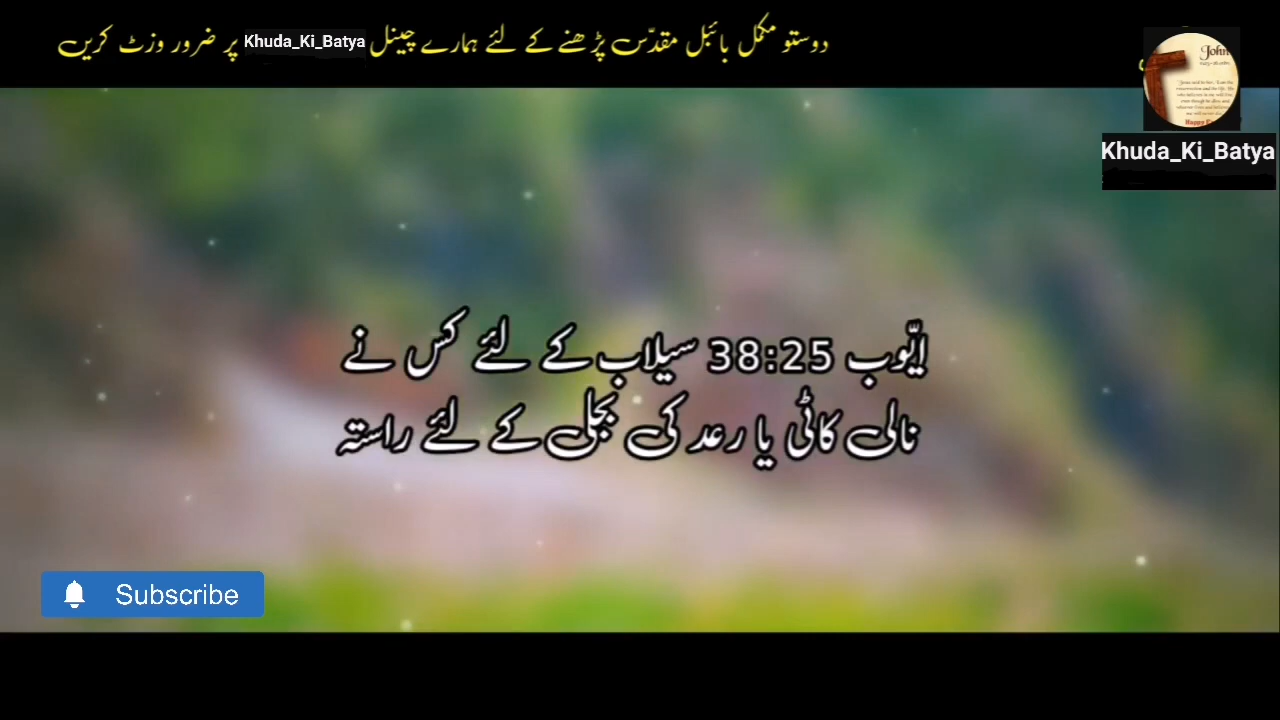 دوستو مکمل بائبل مقدّس پڑھنے کے لئے ہمارے چینل Khuda_Ki_Batya پر ضرور وزٹ کریں
John
Khuda_Ki_Batya
ایّوب 38:25 سیلاب کے لئے کس نے
نالی کاٹی یا رعد کی بجلی کے لئے راستہ
Subscribe